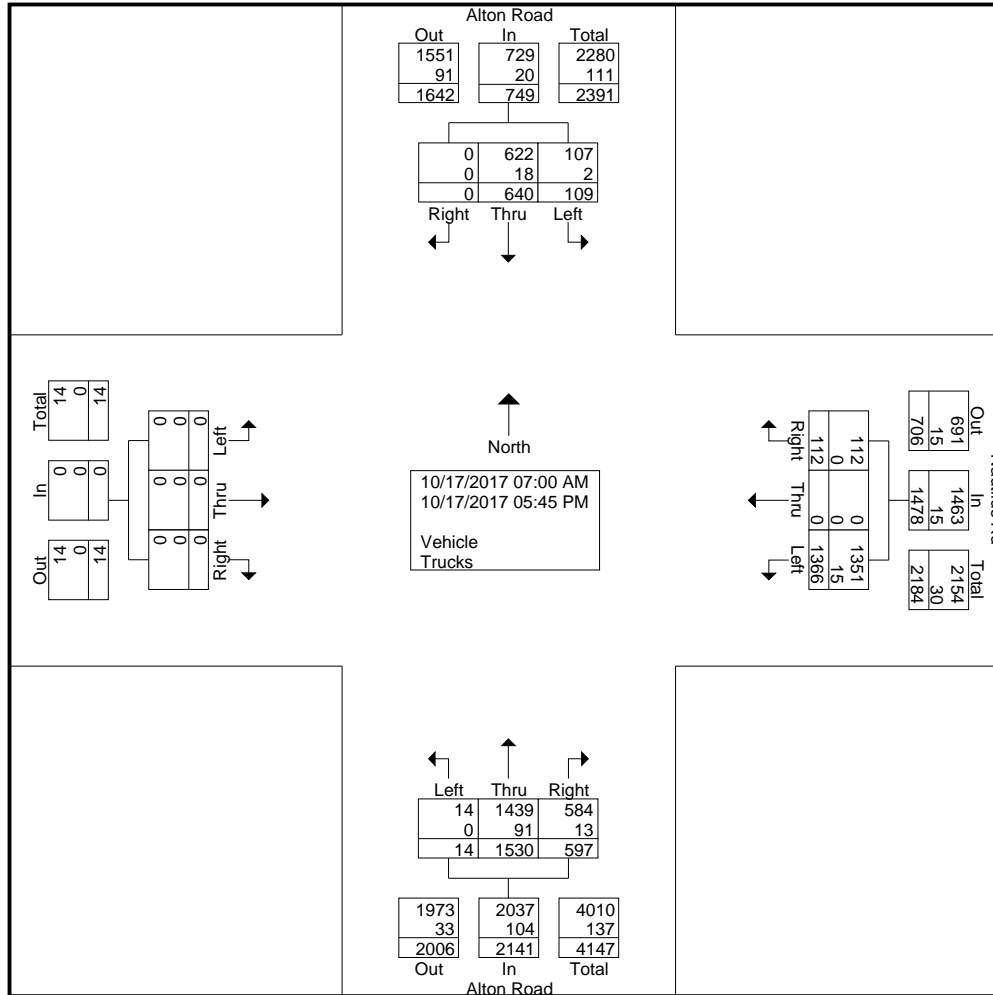 Alton Road
Out In Total
1551 729 2280
91 20 111
1642 749 2391
0 622 107
0 18 2
0 640 109
Right Thru Left
Total
14
0
14
In
0
0
0
Out
14
0
14
Left
0
0
0
Thru
0
0
0
Right
0
0
0
North
10/17/2017 07:00 AM
10/17/2017 05:45 PM
Vehicle
Trucks
Right
112
0
112
Thru
0
0
0
Left
1351
15
1366
Out
691
15
706
In
1463
15
1478
Total
2154
30
2184
Left Thru Right
14 1439 584
0 91 13
14 1530 597
1973 2037 4010
33 104 137
2006 2141 4147
Out In Total
Alton Road